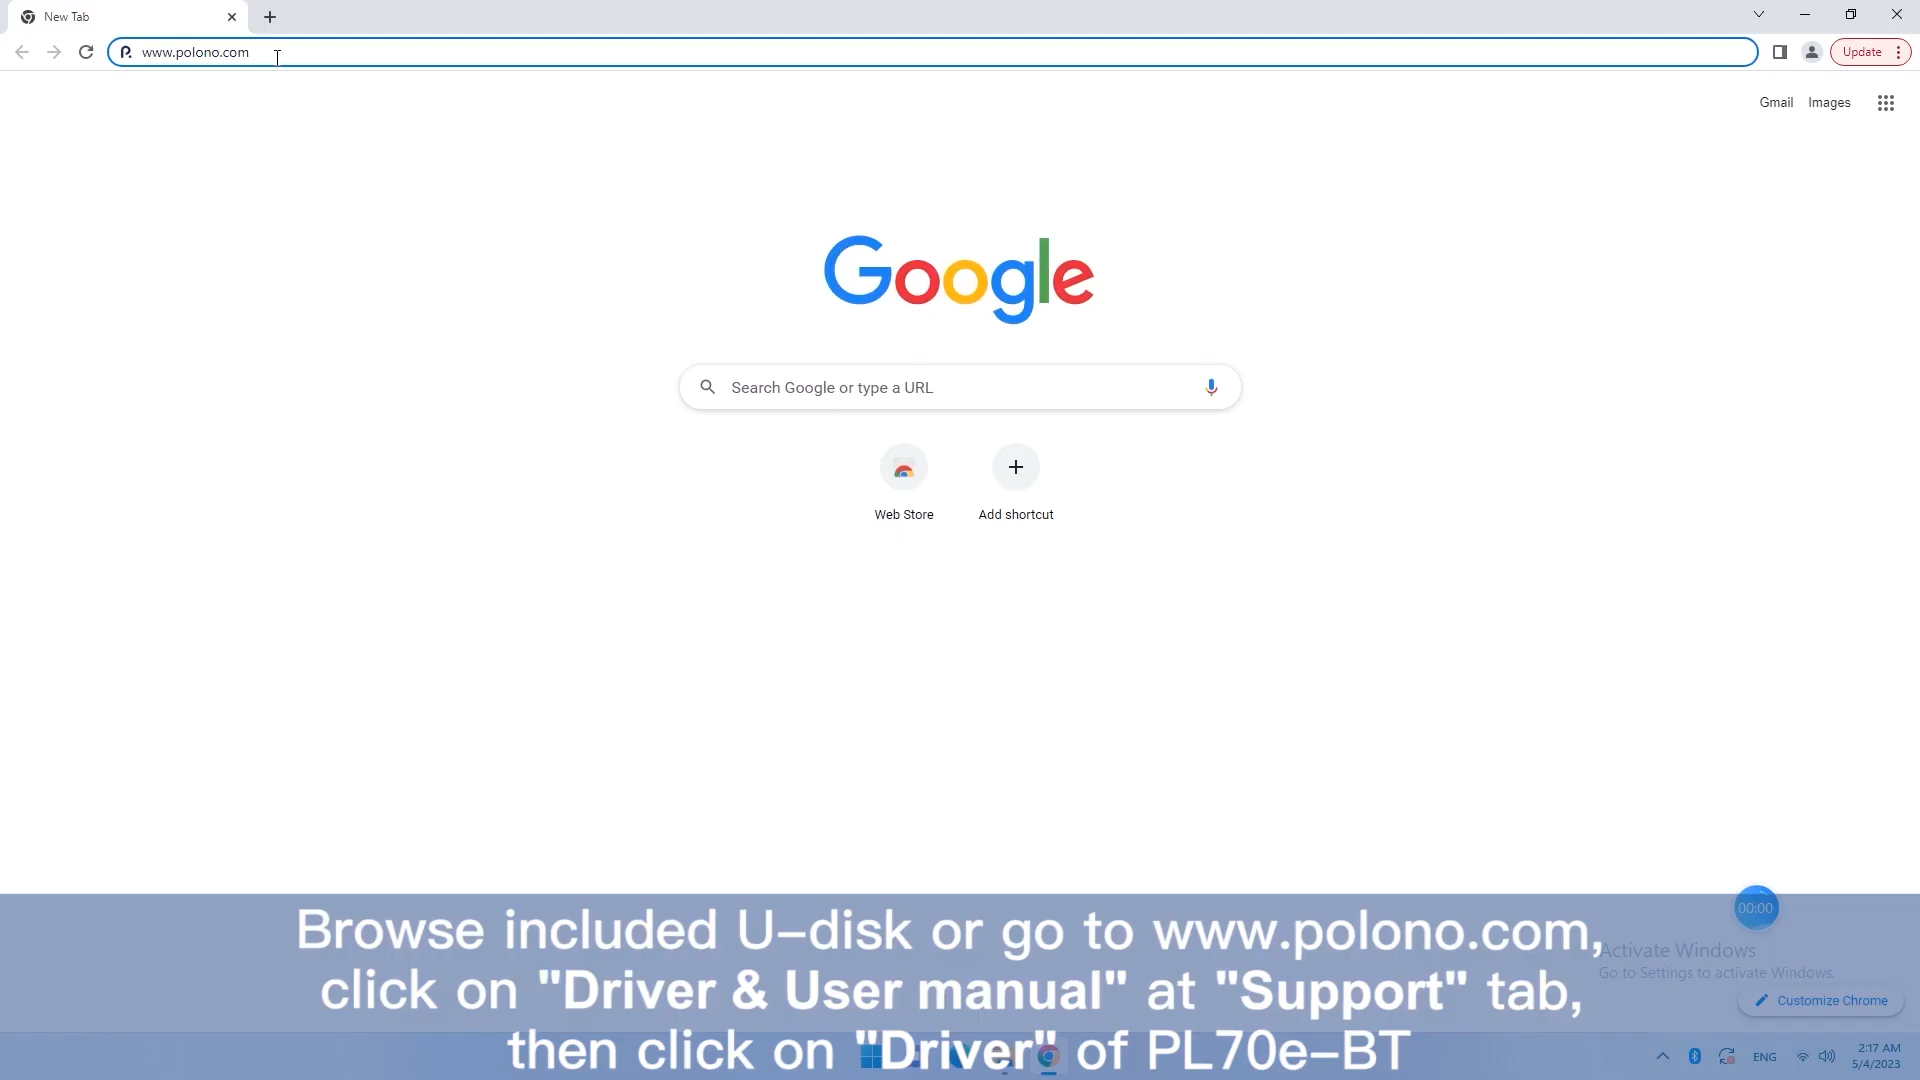 New Tab
www.polono.com
Update
Gmail Images
Google
Search Google or type a URL
Web Store
Add shortcut
00:00
Browse included U-disk or go to www.polono.com,
click on "Driver & User manual" at "Support" tab,
then click on "Driver" of PL70e-BT
Activate Windows
Go to Settings to activate Windows.
Customize Chrome
ENG
2:17 AM
5/4/2023